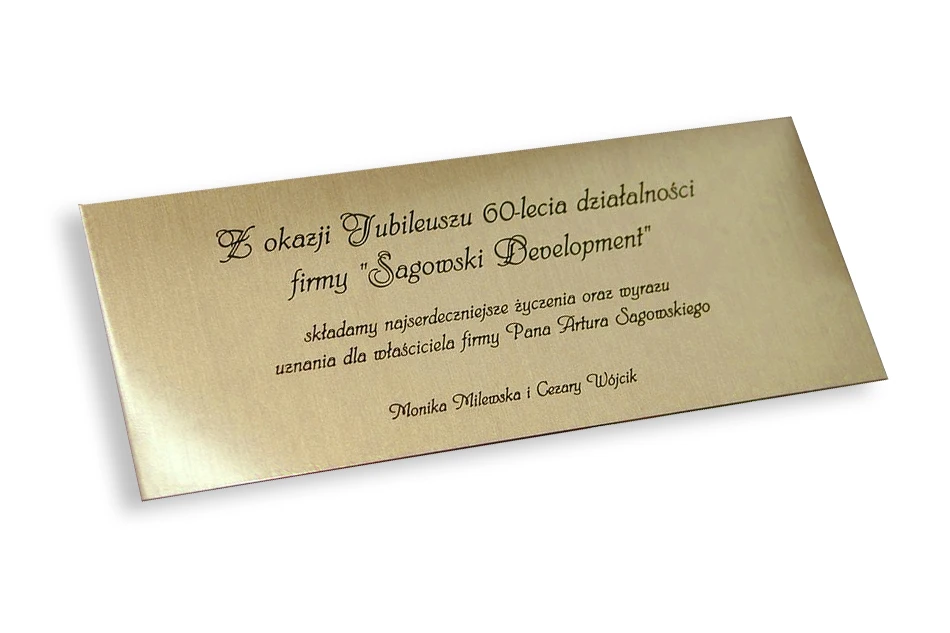 Z okazji Jubileuszu 60-lecia działalności
firmy "Sagowski Development"
składamy najserdeczniejsze życzenia oraz wyrazu
uznania dla właściciela firmy Pana Artura Sagowskiego
Monika Milewska i Cezary Wójcik